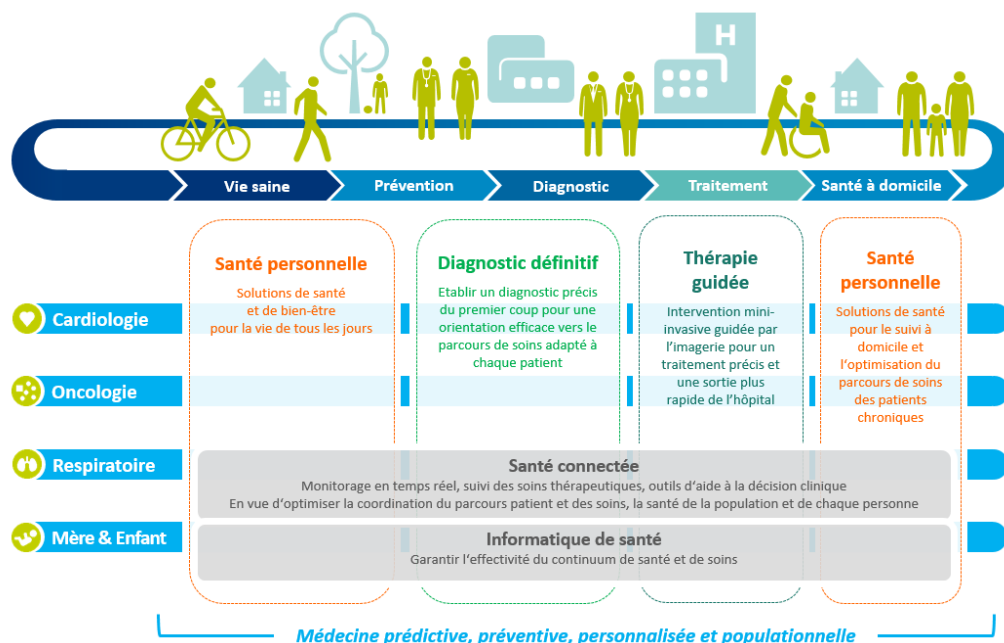 H
Vie saine
Prévention
Diagnostic
Traitement
Santé à domicile
Santé personnelle
Solutions de santé
et de bien-être
pour la vie de tous les jours
Diagnostic définitif
Etablir un diagnostic précis
du premier coup pour une
orientation efficace vers le
parcours de soins adapté à
chaque patient
Thérapie
guidée
Intervention mini-
invasive guidée par
l'imagerie pour un
traitement précis et
une sortie plus
rapide de l'hôpital
Santé
personnelle
Solutions de santé
pour le suivi à
domicile et
l'optimisation du
parcours de soins
des patients
chroniques
Cardiologie
Oncologie
Respiratoire
Mère & Enfant
Santé connectée
Monitorage en temps réel, suivi des soins thérapeutiques, outils d'aide à la décision clinique
En vue d'optimiser la coordination du parcours patient et des soins, la santé de la population et de chaque personne
Informatique de santé
Garantir l'effectivité du continuum de santé et de soins
Médecine prédictive, préventive, personnalisée et populationnelle